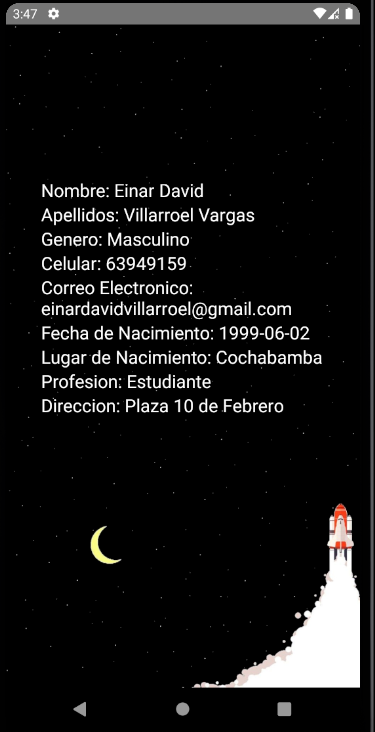 3:47
Nombre: Einar David
Apellidos: Villarroel Vargas
Genero: Masculino
Celular: 63949159
Correo Electronico:
einardavidvillarroel@gmail.com
Fecha de Nacimiento: 1999-06-02
Lugar de Nacimiento: Cochabamba
Profesion: Estudiante
Direccion: Plaza 10 de Febrero